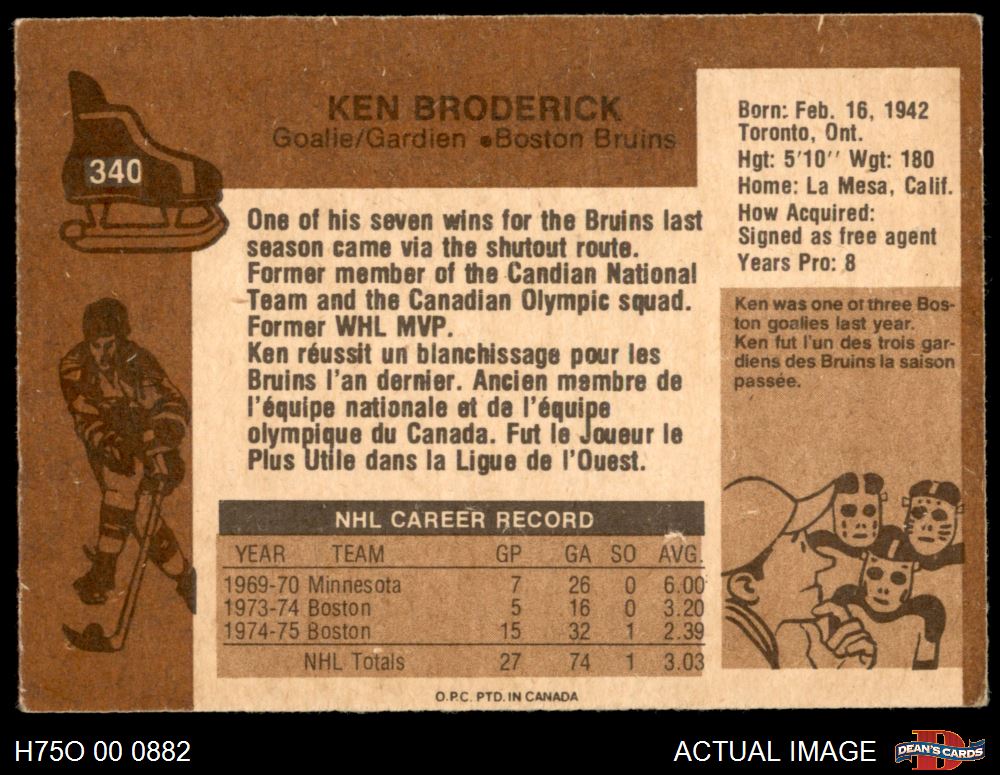 KEN BRODERICK
Goalie/Gardien •Boston Bruins
340
Born: Feb. 16, 1942
Toronto, Ont.
Hgt: 5'10'' Wgt: 180
Home: La Mesa, Calif.
How Acquired:
Signed as free agent
Years Pro: 8
One of his seven wins for the Bruins last
season came via the shutout route.
Former member of the Candian National
Team and the Canadian Olympic squad.
Former WHL MVP.
Ken réussit un blanchissage pour les
Bruins l'an dernier. Ancien membre de
l'équipe nationale et de l'équipe
olympique du Canada. Fut le Joueur le
Plus Utile dans la Ligue de l'Ouest.
Ken was one of three Bos-
ton goalies last year.
Ken fut l'un des trois gar-
diens des Bruins la saison
passée.
NHL CAREER RECORD
YEAR TEAM GP GA SO AVG.
1969-70 Minnesota 7 26 0 6.00
1973-74 Boston 5 16 0 3.20
1974-75 Boston 15 32 1 2.39
NHL Totals 27 74 1 3.03
O.P.C. PTD. IN CANADA
H75O 00 0882
ACTUAL IMAGE
DEAN'S CARDS